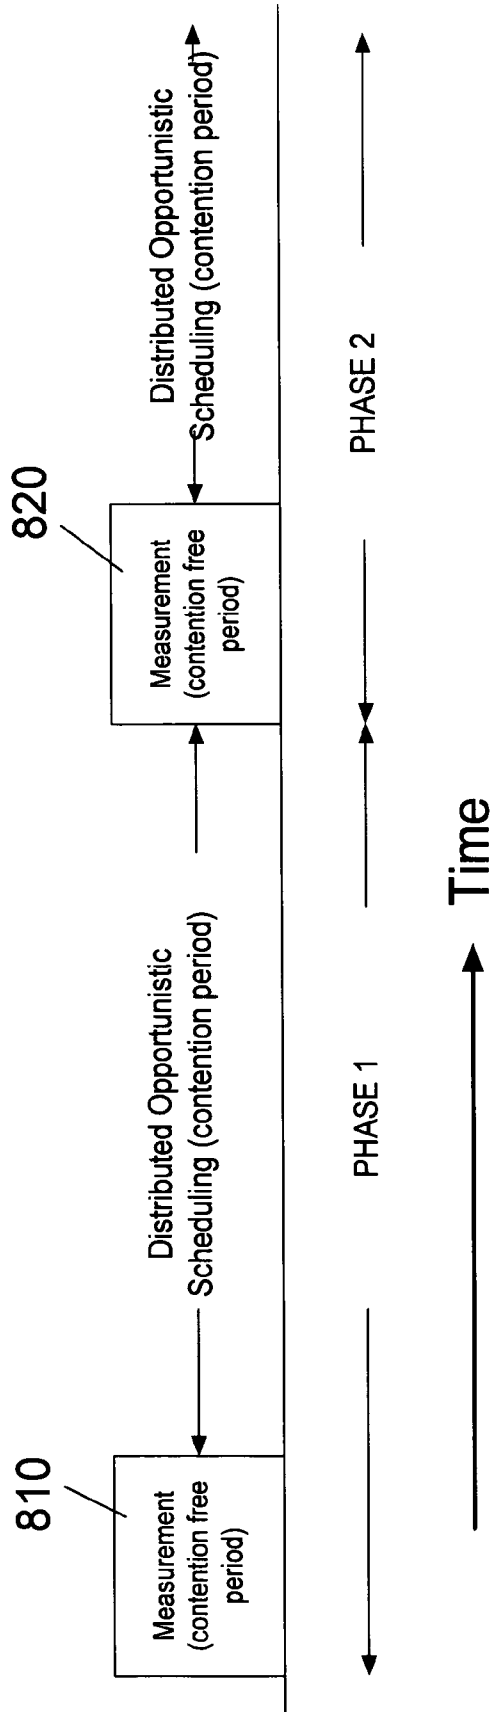 810
Measurement
(contention free
period)
Distributed Opportunistic
Scheduling (contention period)
820
Measurement
(contention free
period)
Distributed Opportunistic
Scheduling (contention period)
PHASE 1
PHASE 2
Time